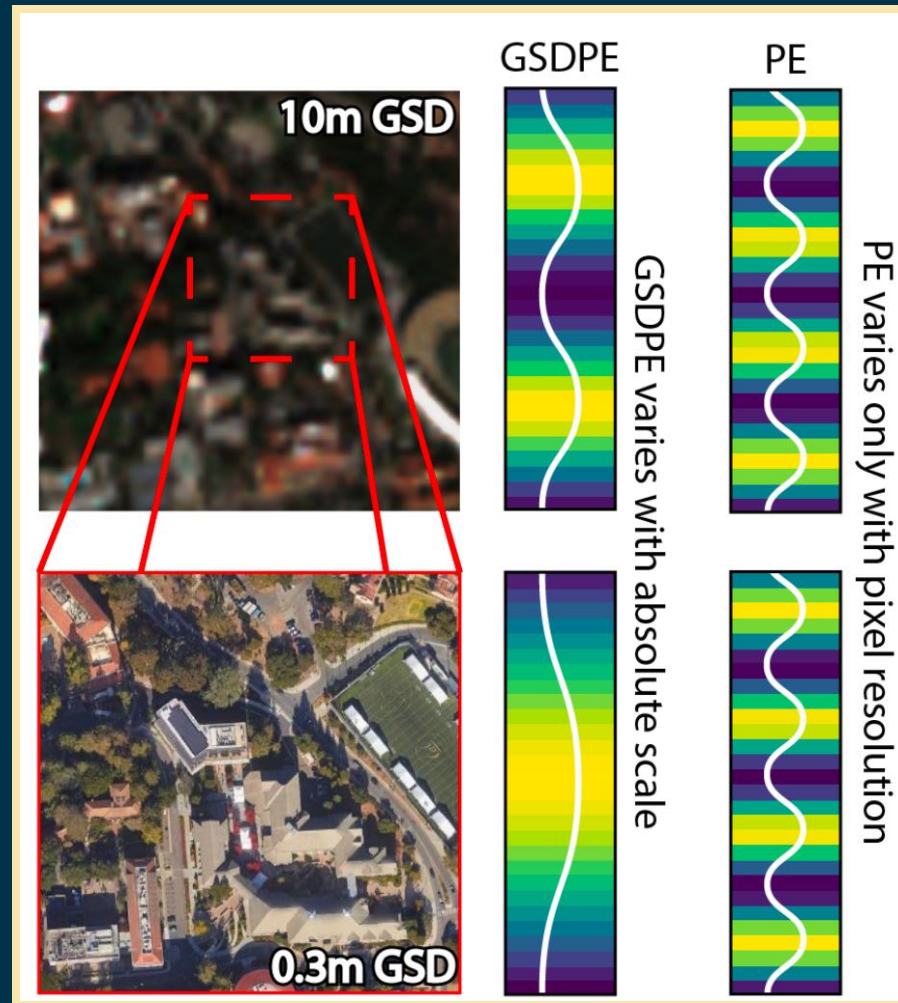 GSDPE
PE
10m GSD
GSDPE varies with absolute scale
PE varies only with pixel resolution
0.3m GSD